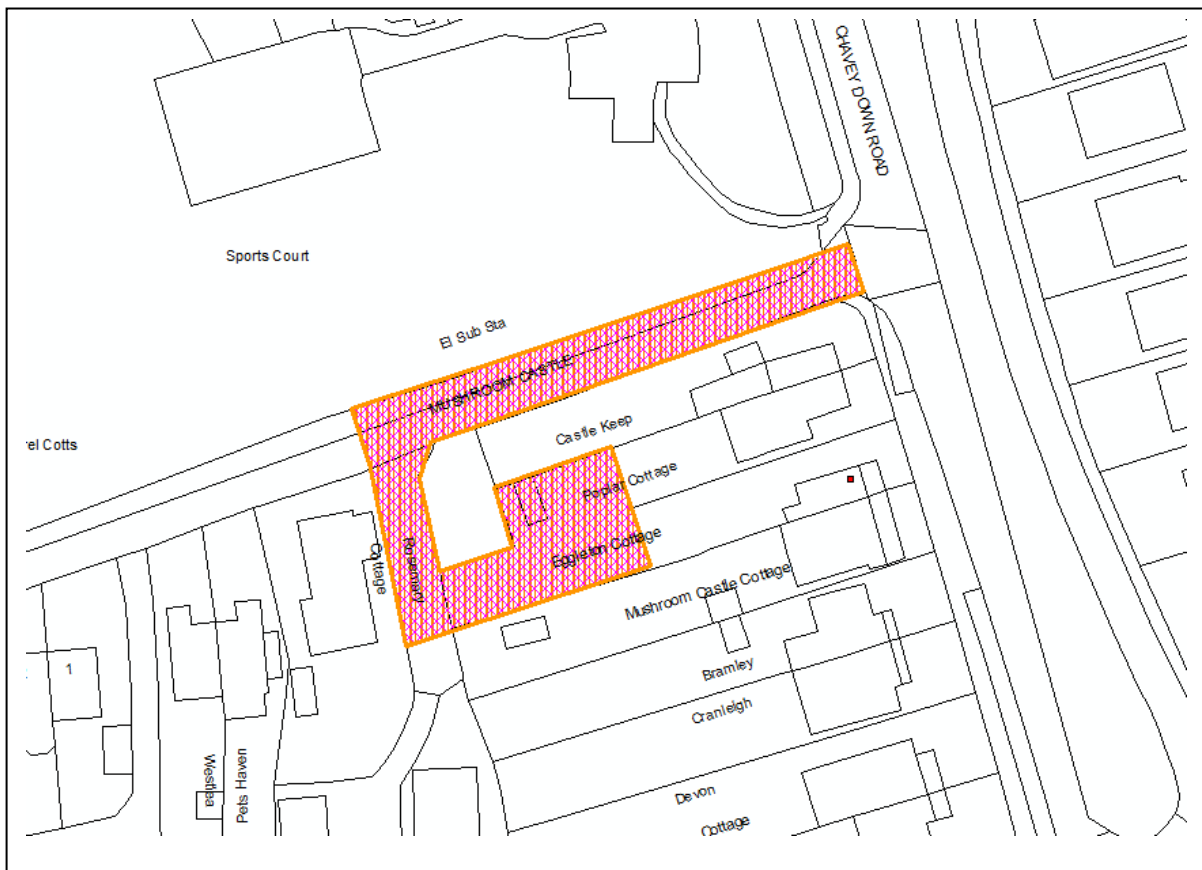 CHAVEY DOWN ROAD
Sports Court
El Sub Sta
MUSHROOM CASTLE
rel Cotts
Castle Keep
Poplar Cottage
Eggleton Cottage
Rosemary
Cottage
Mushroom Castle Cottage
1
Bramley
Cranleigh
Westlea
Pets Haven
Devon
Cottage